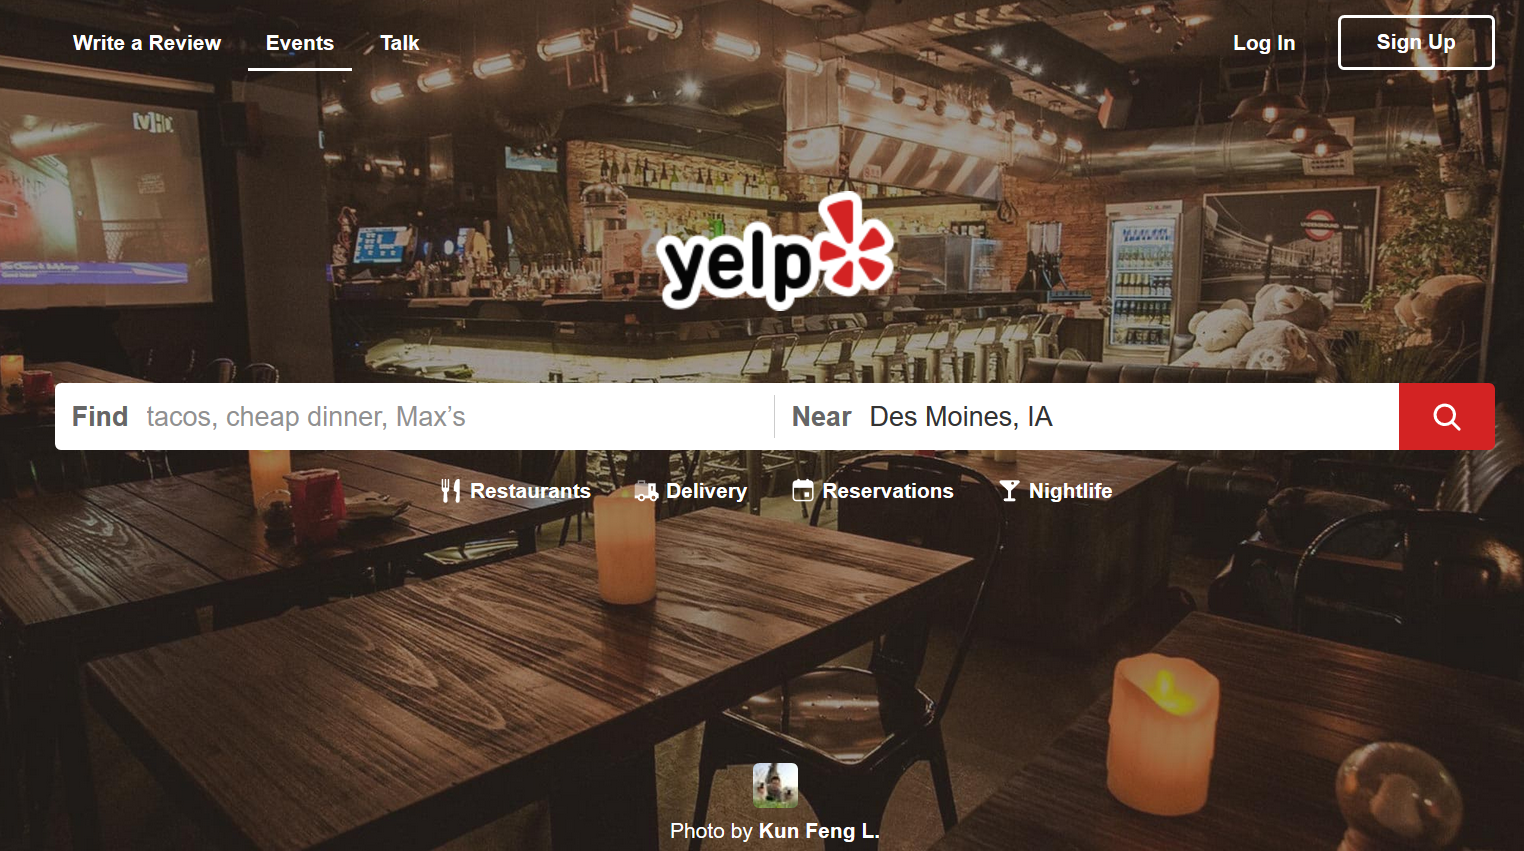 Write a Review Events Talk Log In Sign Up
yelp
Find tacos, cheap dinner, Max's Near Des Moines, IA
Restaurants Delivery Reservations Nightlife
Photo by Kun Feng L.